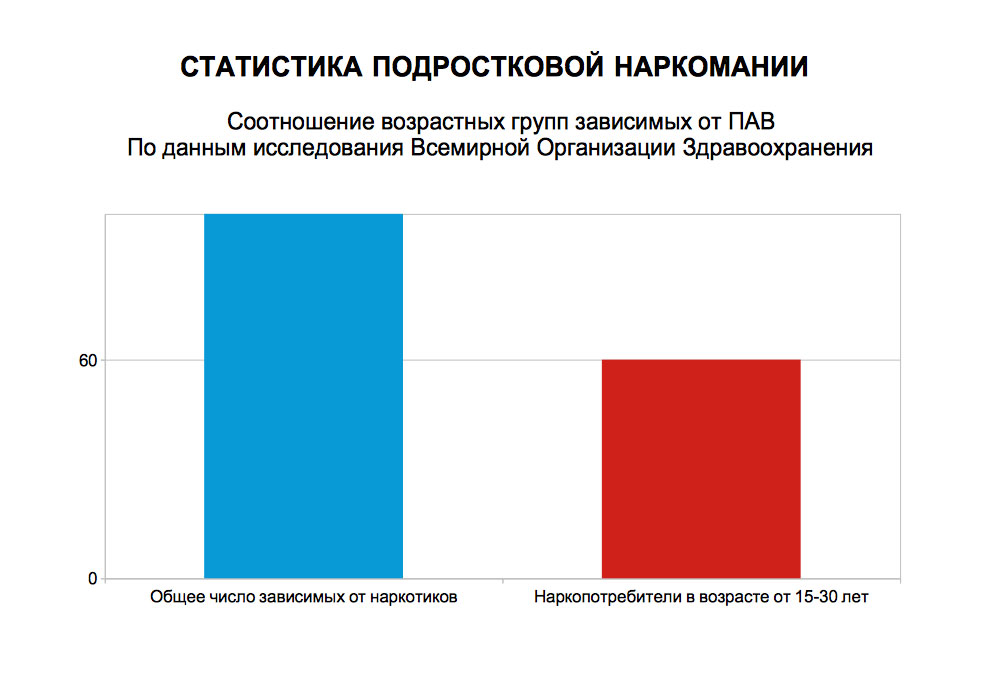 СТАТИСТИКА ПОДРОСТКОВОЙ НАРКОМАНИИ
Соотношение возрастных групп зависимых от ПАВ
По данным исследования Всемирной Организации Здравоохранения
60
0
Общее число зависимых от наркотиков
Наркопотребители в возрасте от 15-30 лет